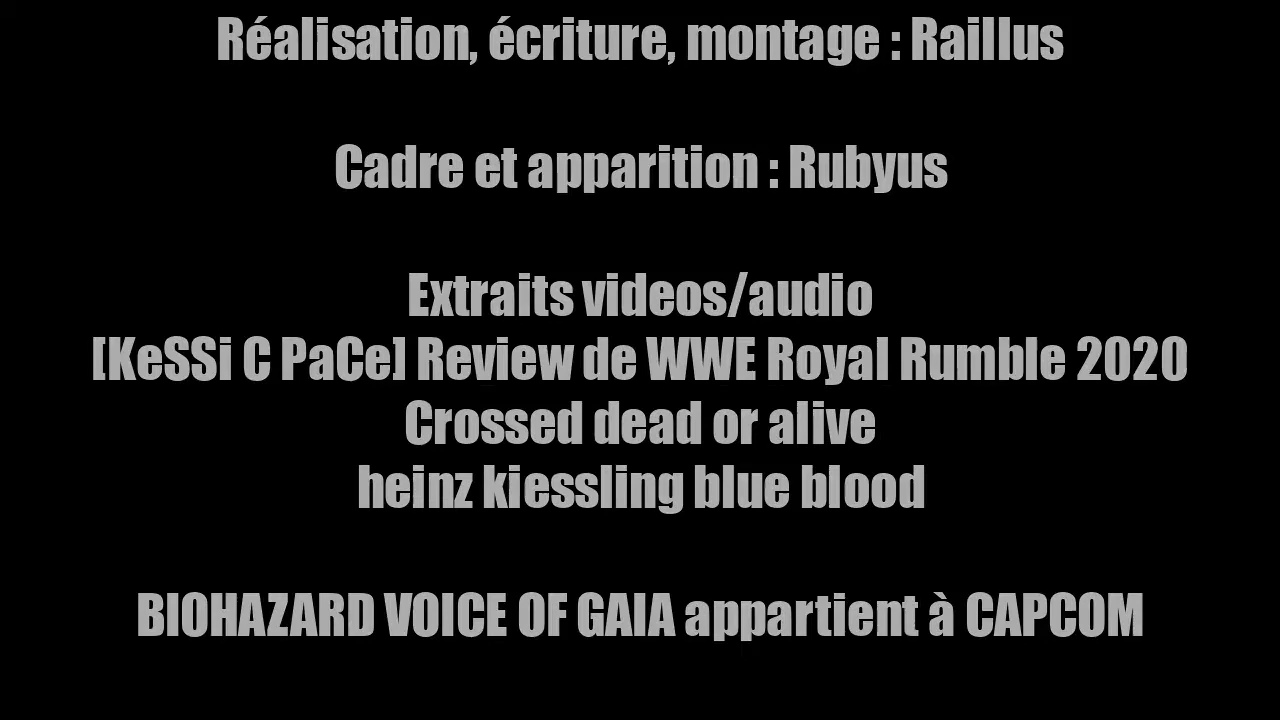 Réalisation, écriture, montage : Raillus
Cadre et apparition : Rubyus
Extraits videos/audio
[KeSSi C PaCe] Review de WWE Royal Rumble 2020
Crossed dead or alive
heinz kiessling blue blood
BIOHAZARD VOICE OF GAIA appartient à CAPCOM